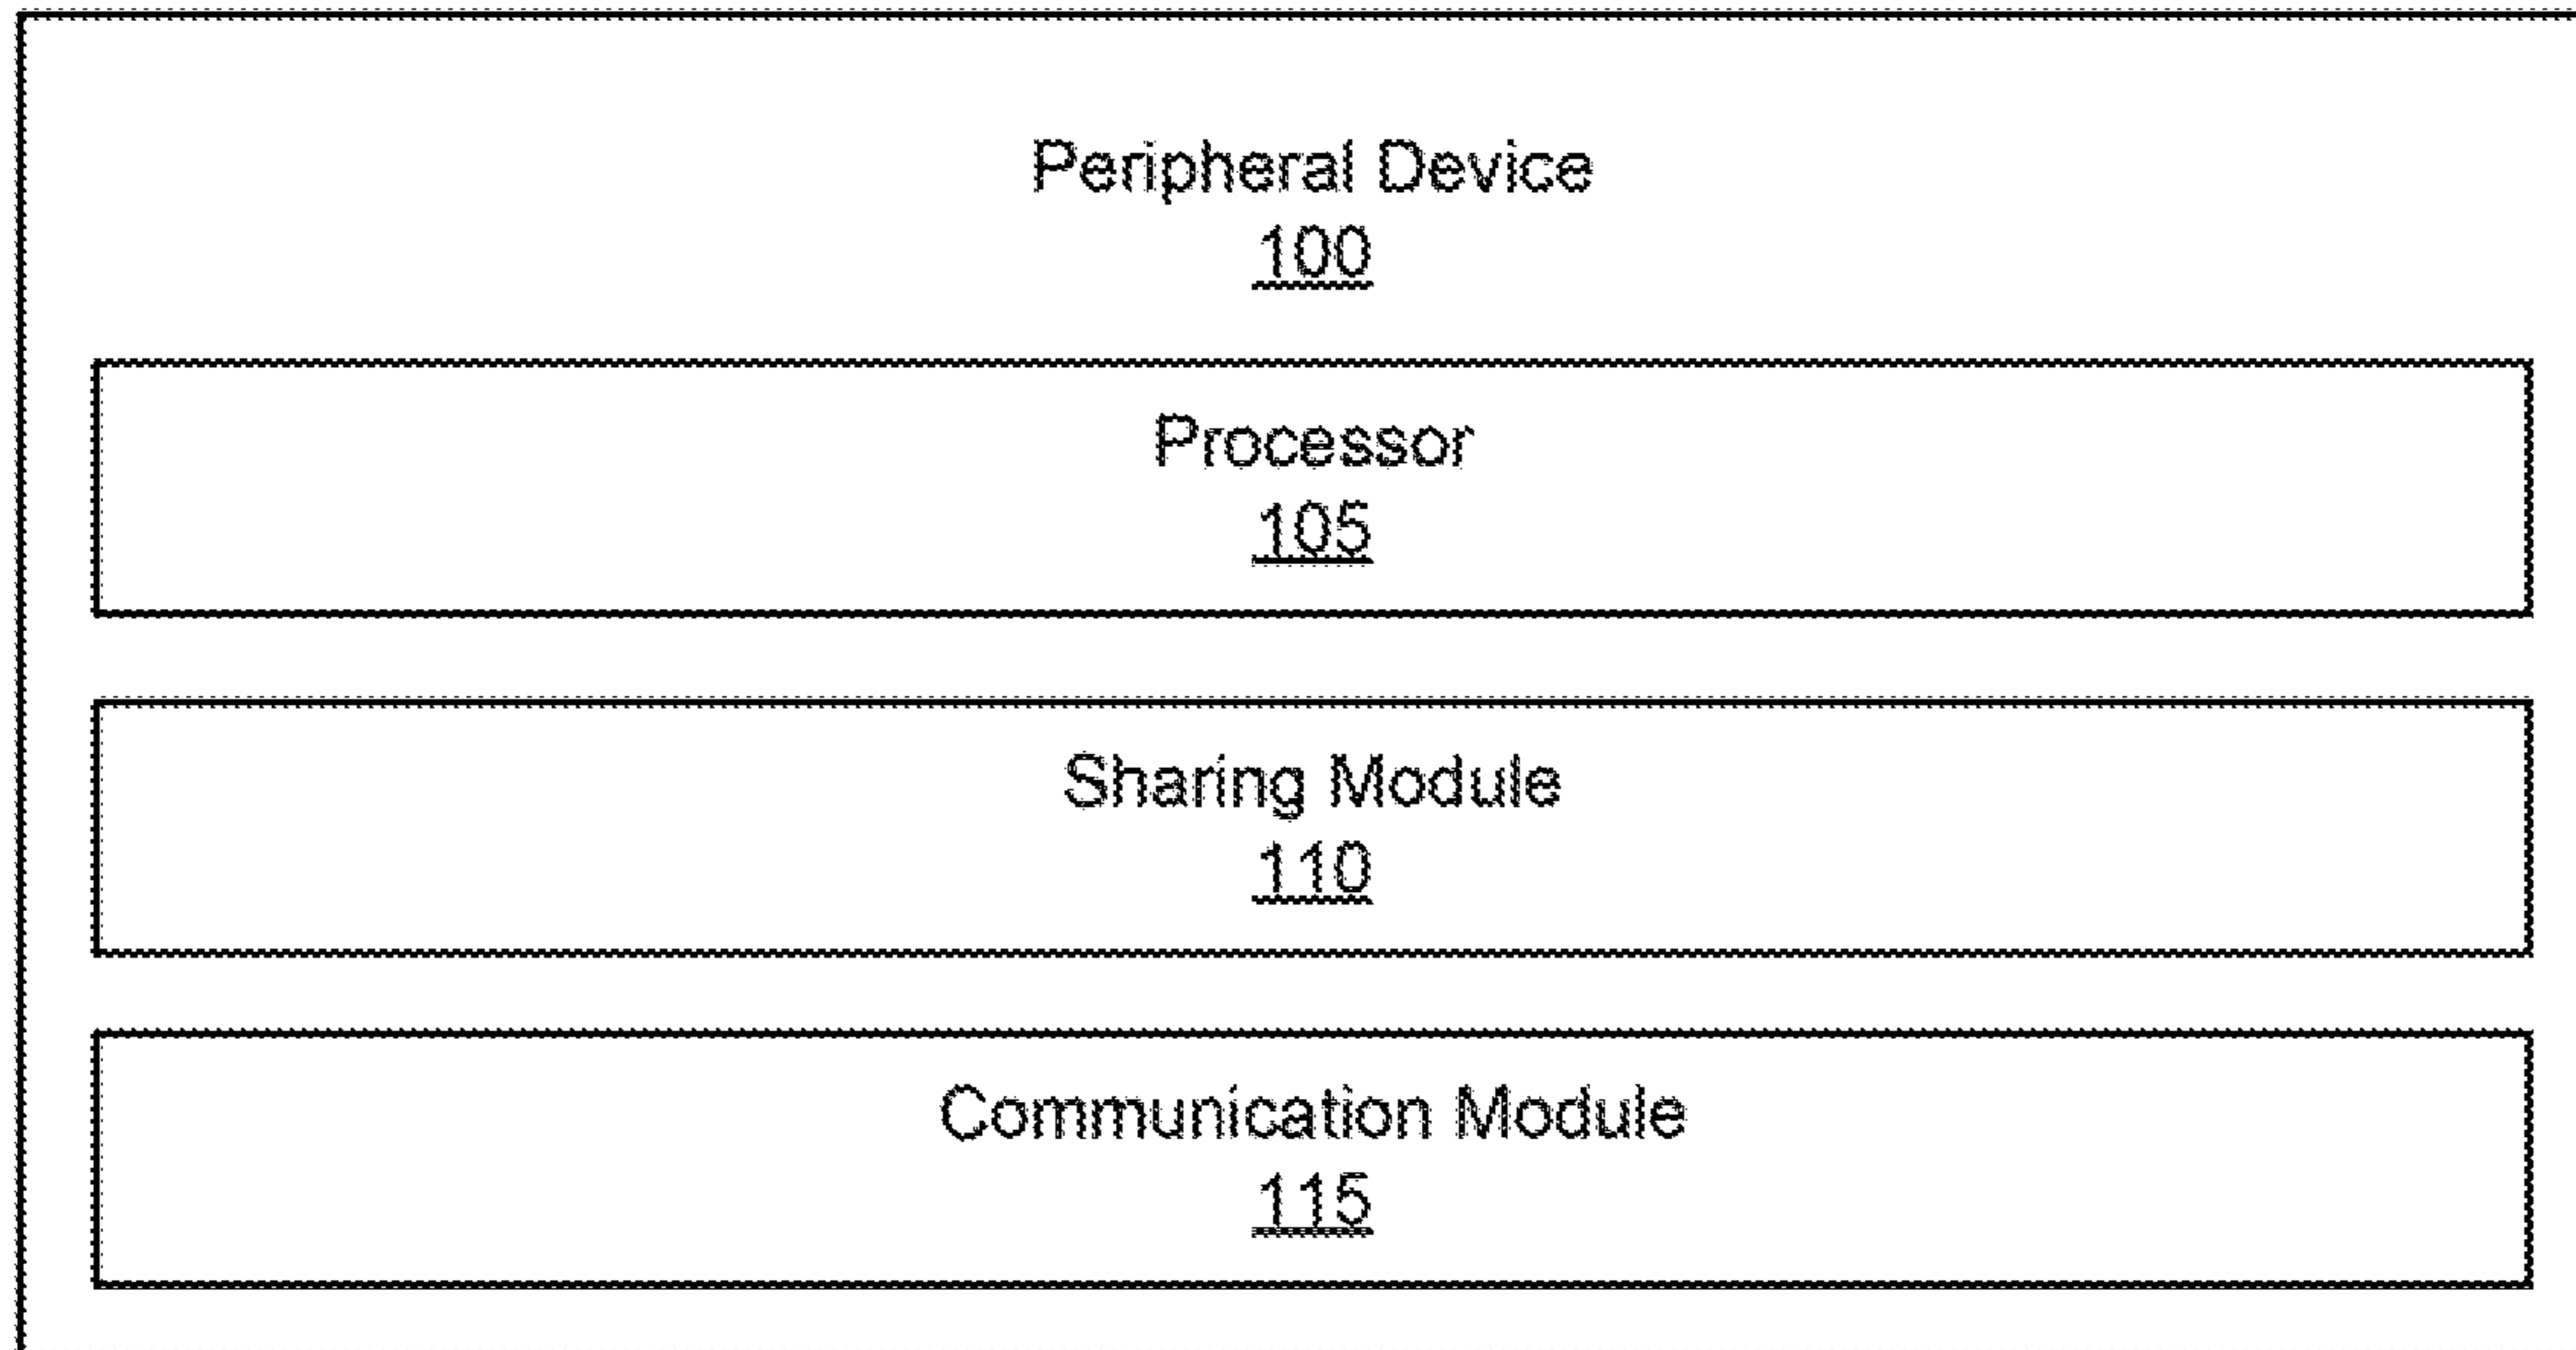 Peripheral Device
100
Processor
105
Sharing Module
110
Communication Module
115